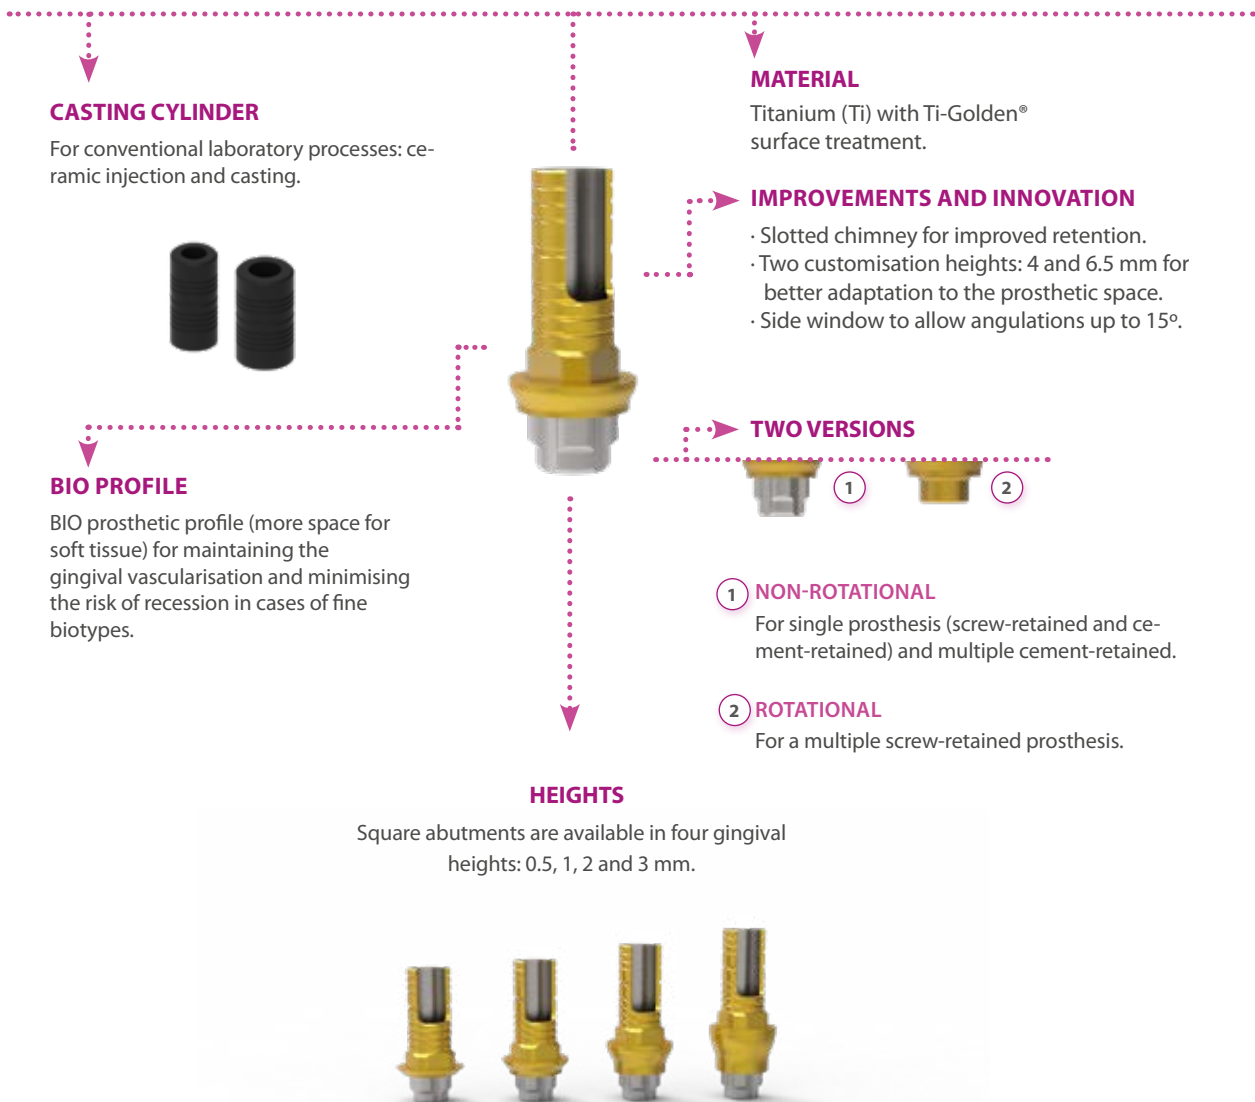 CASTING CYLINDER
For conventional laboratory processes: ce-
ramic injection and casting.
MATERIAL
Titanium (Ti) with Ti-Golden®
surface treatment.
IMPROVEMENTS AND INNOVATION
· Slotted chimney for improved retention.
· Two customisation heights: 4 and 6.5 mm for
better adaptation to the prosthetic space.
· Side window to allow angulations up to 15º.
BIO PROFILE
BIO prosthetic profile (more space for
soft tissue) for maintaining the
gingival vascularisation and minimising
the risk of recession in cases of fine
biotypes.
TWO VERSIONS
1
2
1 NON-ROTATIONAL
For single prosthesis (screw-retained and ce-
ment-retained) and multiple cement-retained.
2 ROTATIONAL
For a multiple screw-retained prosthesis.
HEIGHTS
Square abutments are available in four gingival
heights: 0.5, 1, 2 and 3 mm.